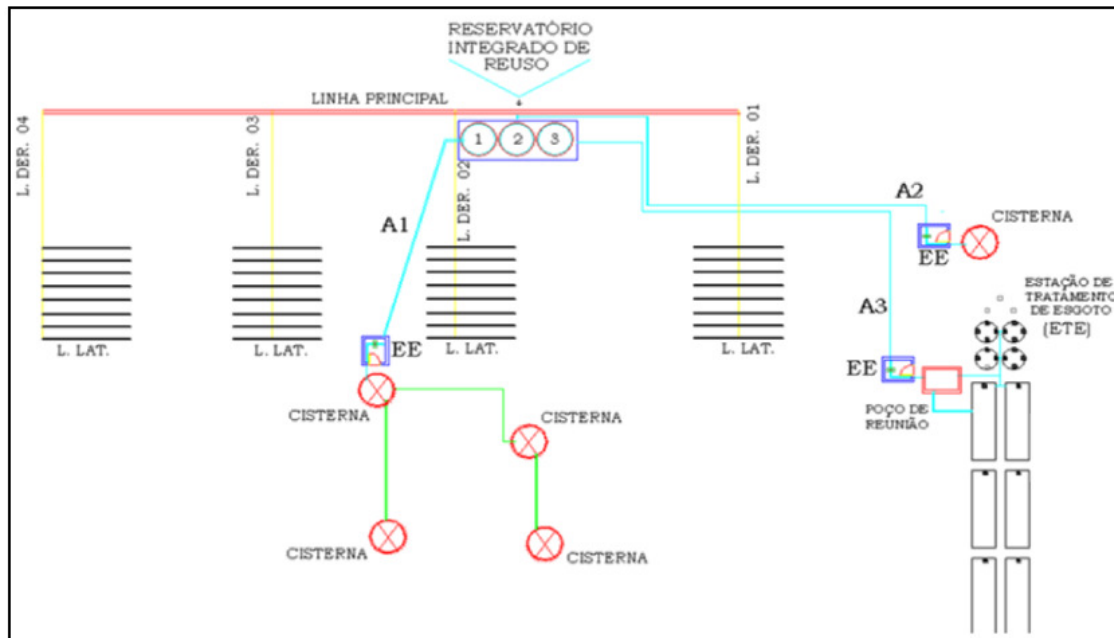 RESERVATÓRIO
INTEGRADO DE
REUSO
LINHA PRINCIPAL
L. DER. 04
L. DER. 03
L. DER. 02
L. DER. 01
1
2
3
A1
A2
CISTERNA
EE
ESTAÇÃO DE
TRATAMENTO
DE ESGOTO
(ETE)
A3
L. LAT.
L. LAT.
L. LAT.
L. LAT.
EE
EE
POÇO DE
REUNIÃO
CISTERNA
CISTERNA
CISTERNA
CISTERNA